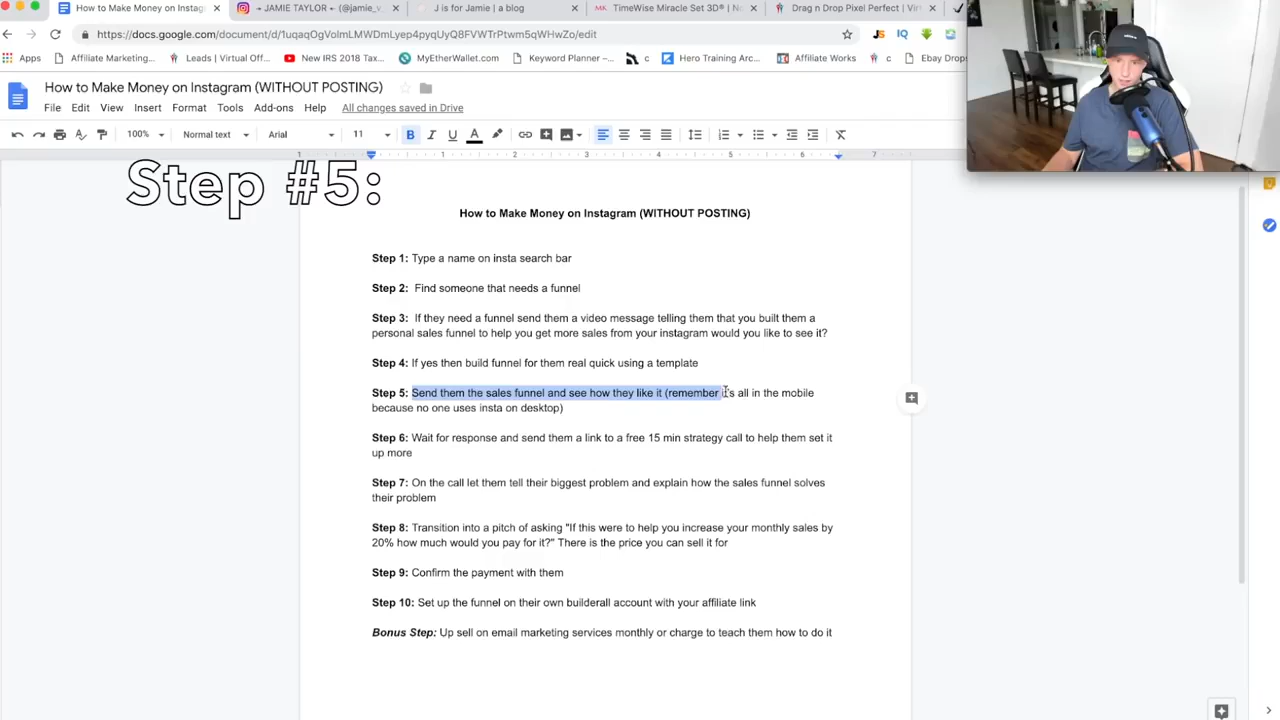 How to Make Money on Instagram ×
- JAMIE TAYLOR - (@jamie_v ×
J is for Jamie | a blog ×
TimeWise Miracle Set 3D® | No ×
Drag n Drop Pixel Perfect | Virt ×
https://docs.google.com/document/d/1uqaqOgVolmLMWDmLyep4pyqUyQ8FVWTrPtwm5qWHwZo/edit
JS IQ
Apps Affiliate Marketing... Leads | Virtual Off... New IRS 2018 Tax... MyEtherWallet.com Keyword Planner –... c Hero Training Arc... Affiliate Works c Ebay Drops
How to Make Money on Instagram (WITHOUT POSTING)
File Edit View Insert Format Tools Add-ons Help All changes saved in Drive
100% Normal text Arial 11 B I U A
1 1 2 3 4 5 6 7
Step #5:
How to Make Money on Instagram (WITHOUT POSTING)
Step 1: Type a name on insta search bar
Step 2: Find someone that needs a funnel
Step 3: If they need a funnel send them a video message telling them that you built them a
personal sales funnel to help you get more sales from your instagram would you like to see it?
Step 4: If yes then build funnel for them real quick using a template
Step 5: Send them the sales funnel and see how they like it (remember it's all in the mobile
because no one uses insta on desktop)
Step 6: Wait for response and send them a link to a free 15 min strategy call to help them set it
up more
Step 7: On the call let them tell their biggest problem and explain how the sales funnel solves
their problem
Step 8: Transition into a pitch of asking "If this were to help you increase your monthly sales by
20% how much would you pay for it?" There is the price you can sell it for
Step 9: Confirm the payment with them
Step 10: Set up the funnel on their own builderall account with your affiliate link
Bonus Step: Up sell on email marketing services monthly or charge to teach them how to do it